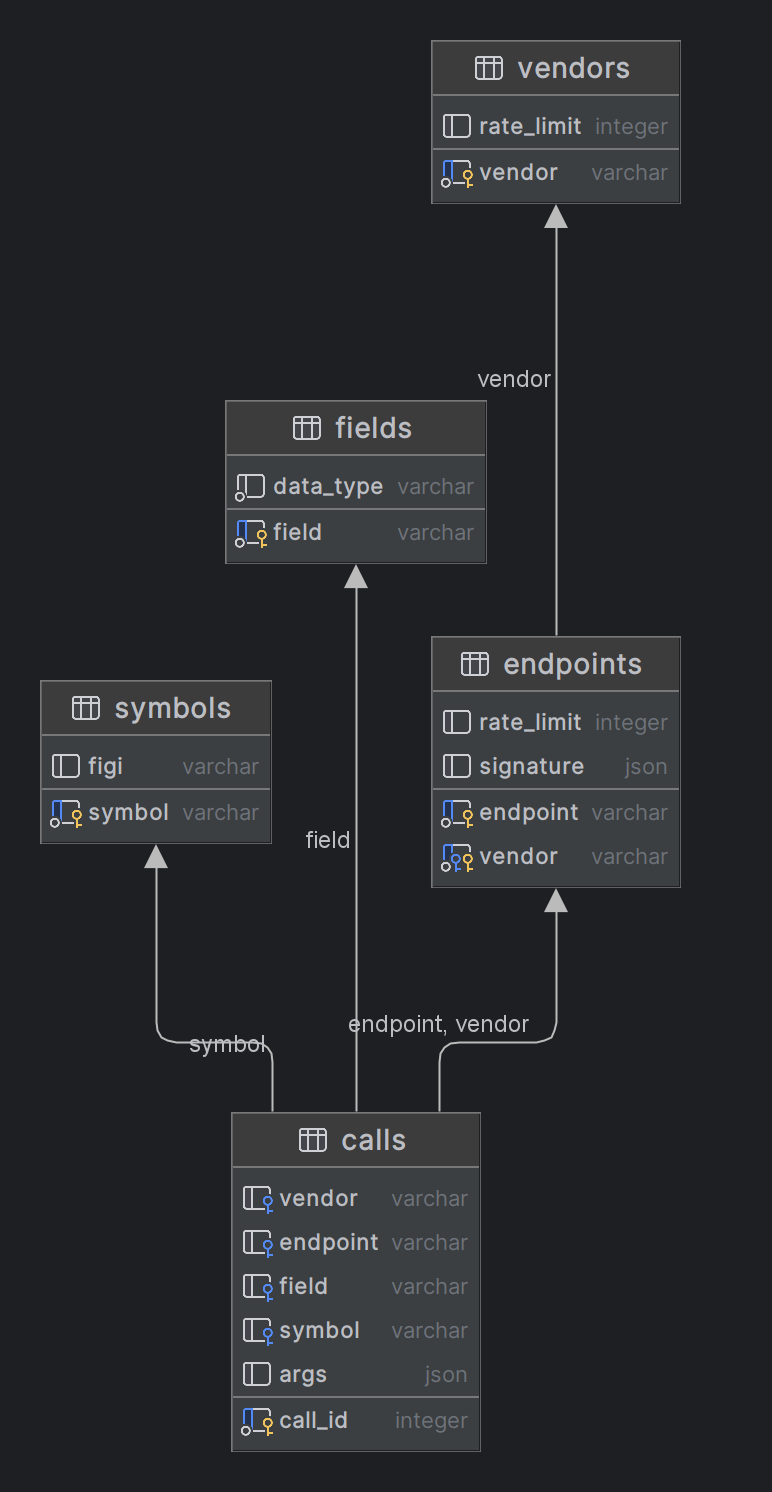 vendors
rate_limit integer
vendor varchar
vendor
fields
data_type varchar
field varchar
endpoints
rate_limit integer
signature json
endpoint varchar
vendor varchar
symbols
figi varchar
symbol varchar
field
endpoint, vendor
symbol
calls
vendor varchar
endpoint varchar
field varchar
symbol varchar
args json
call_id integer